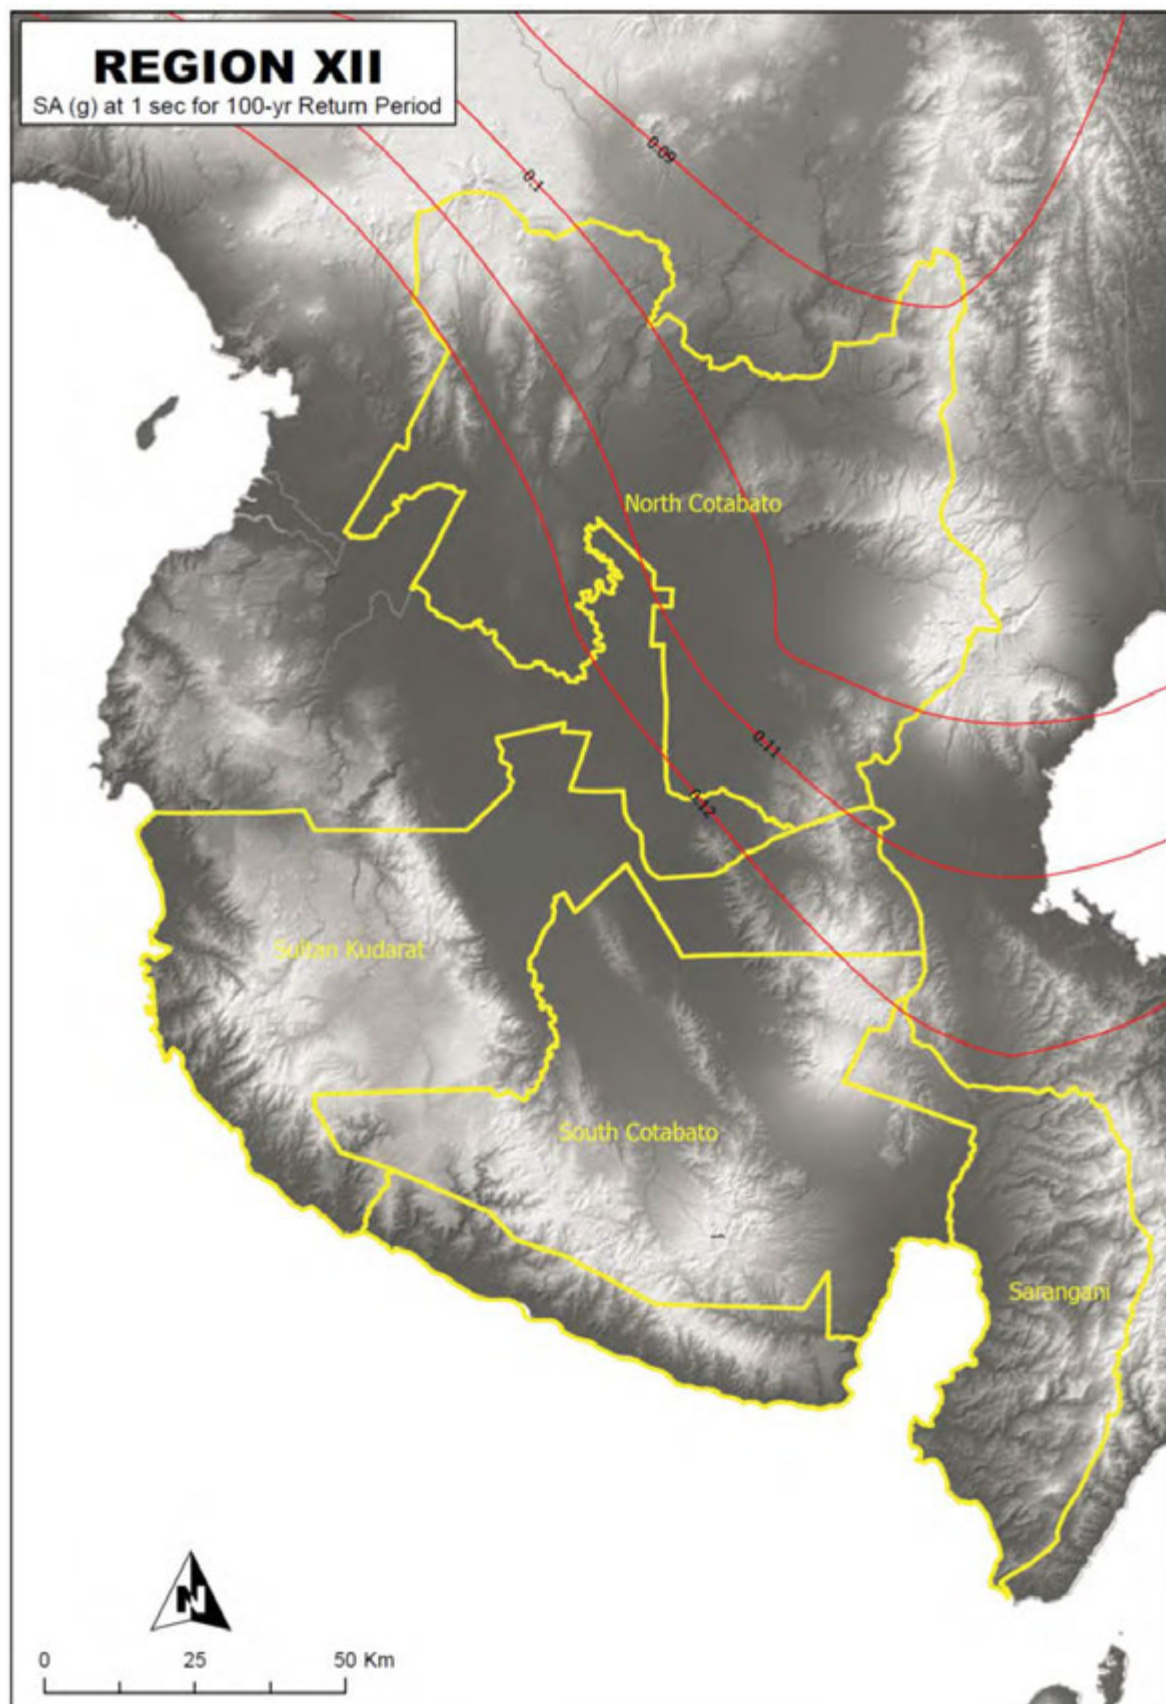 REGION XII
SA (g) at 1 sec for 100-yr Return Period
0.09
0.1
North Cotabato
0.11
0.12
Sultan Kudarat
South Cotabato
Sarangani
N
0 25 50 Km